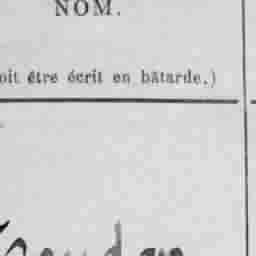 NOM.
oit être écrit en bâtarde.)